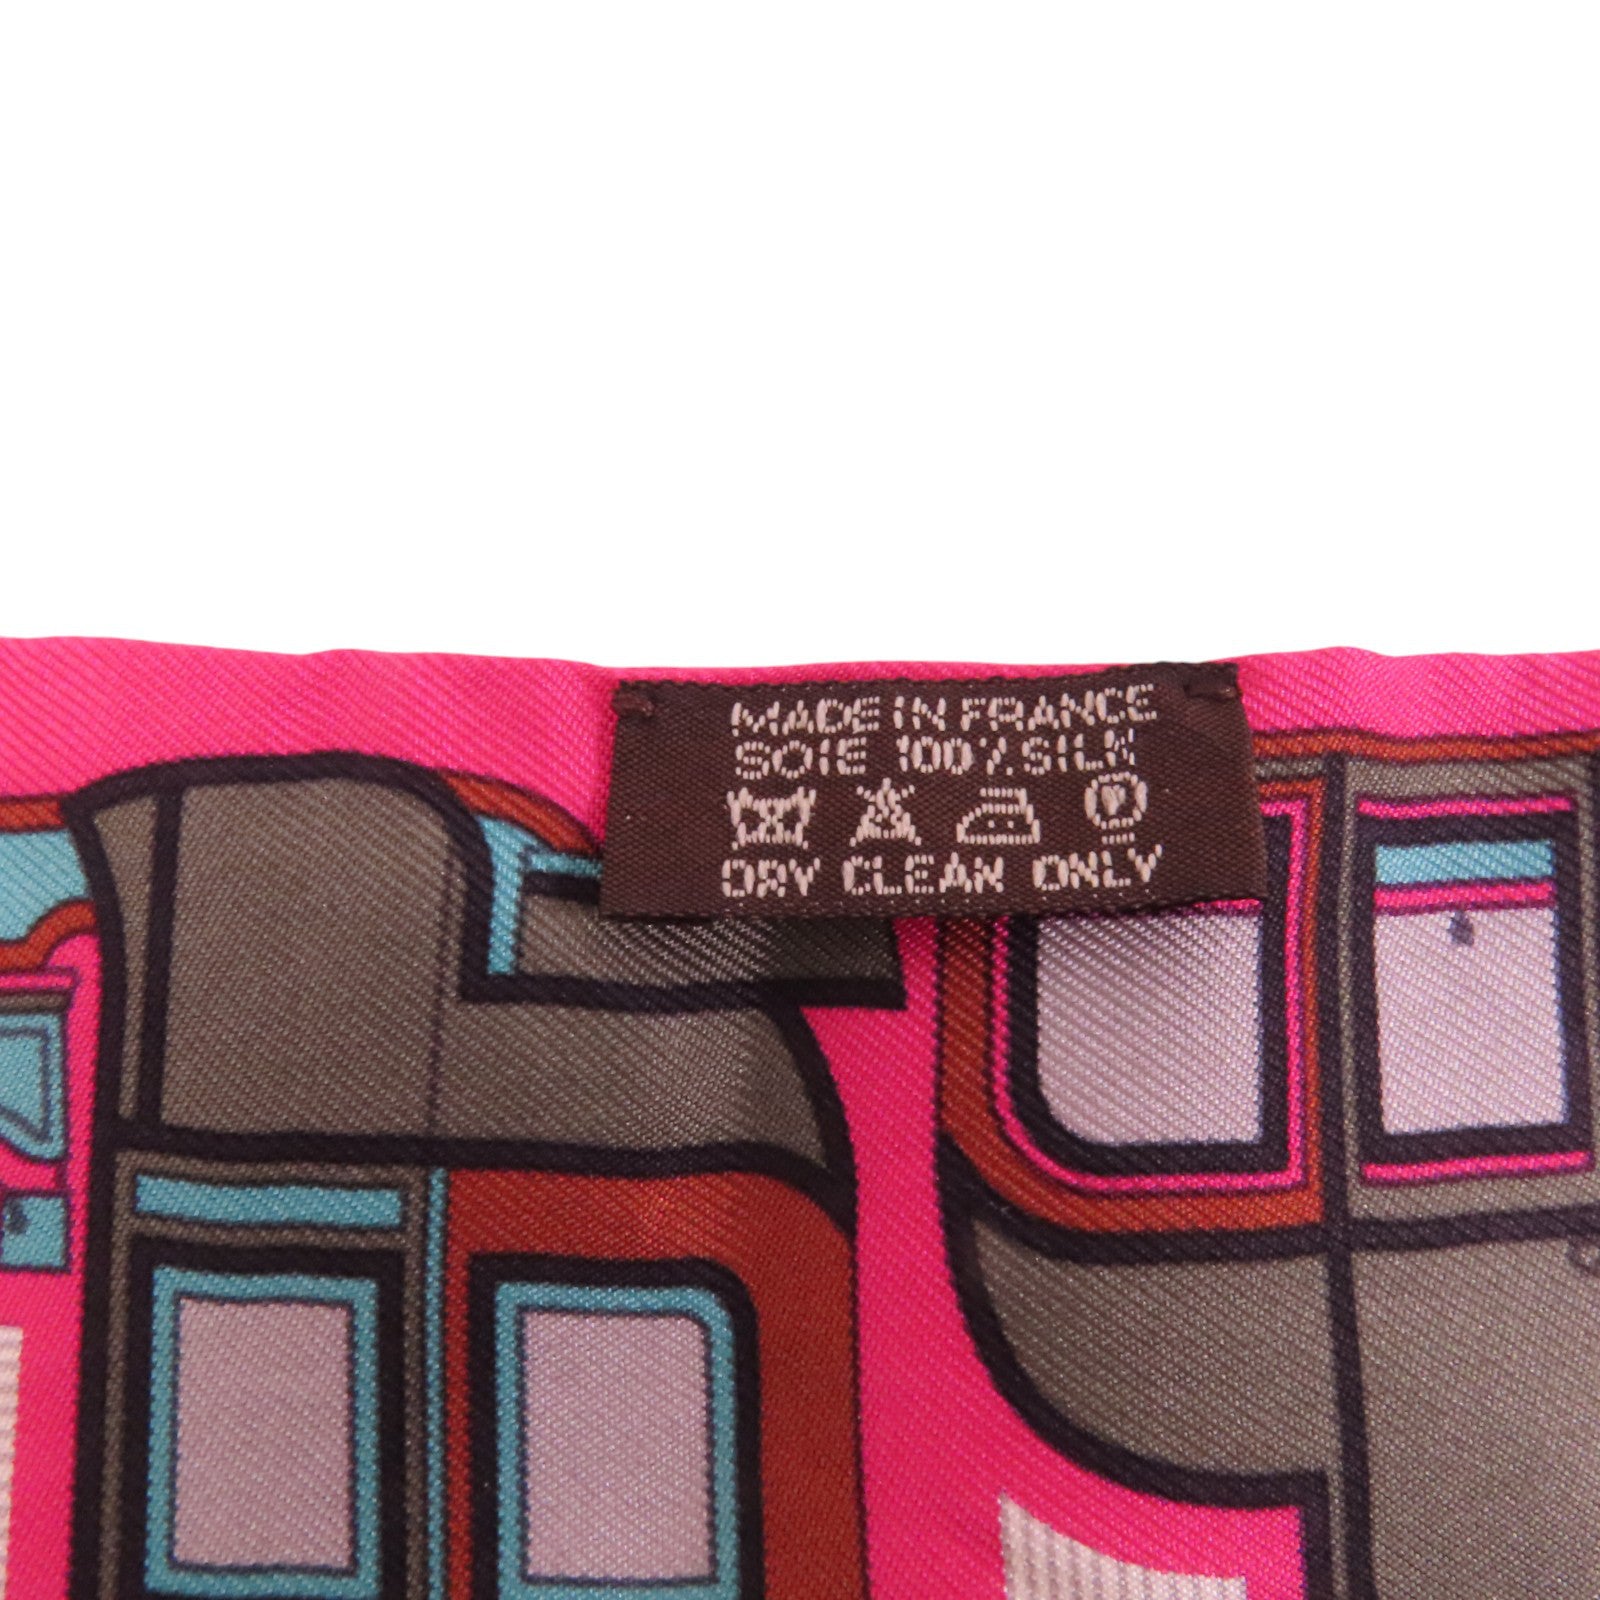 MADE IN FRANCE
SOIE 100% SILK
P
DRY CLEAN ONLY